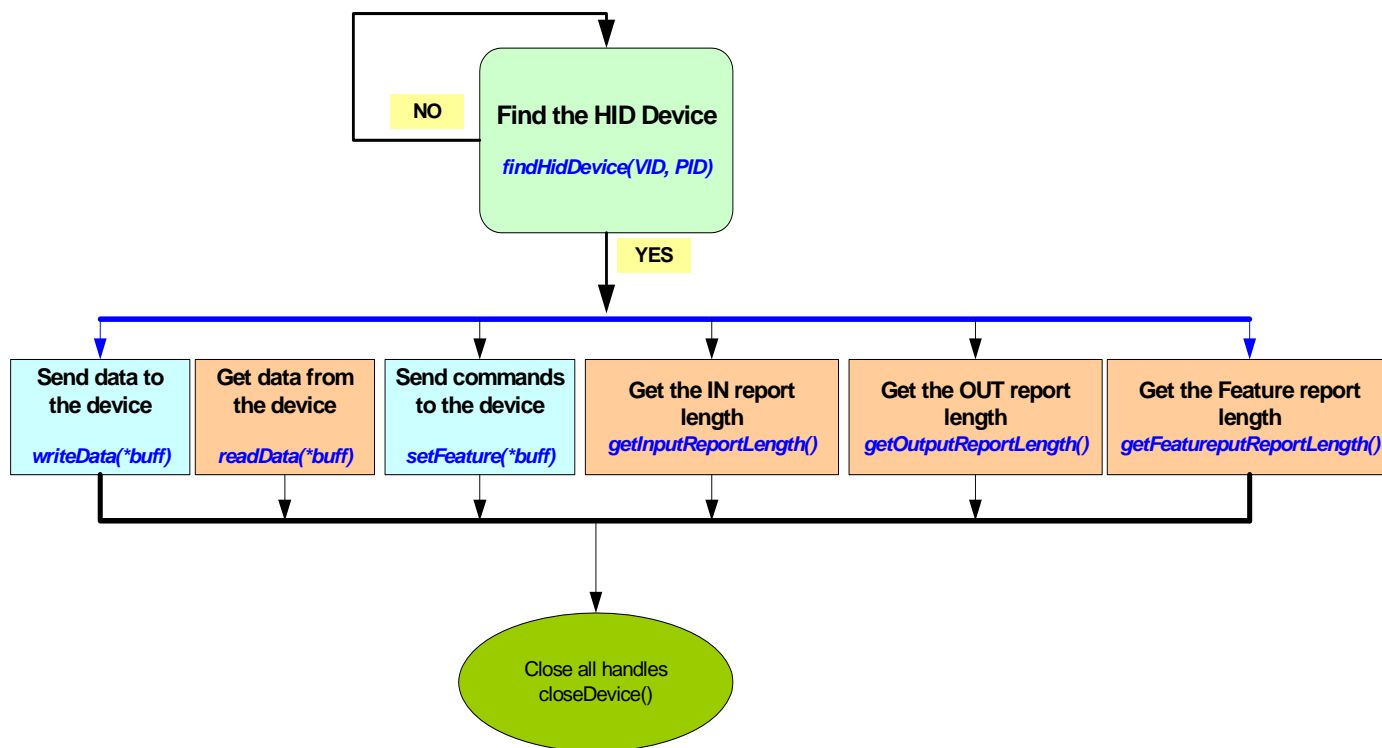 NO
Find the HID Device
findHidDevice(VID, PID)
YES
Send data to
the device
writeData(*buff)
Get data from
the device
readData(*buff)
Send commands
to the device
setFeature(*buff)
Get the IN report
length
getInputReportLength()
Get the OUT report
length
getOutputReportLength()
Get the Feature report
length
getFeatureputReportLength()
Close all handles
closeDevice()